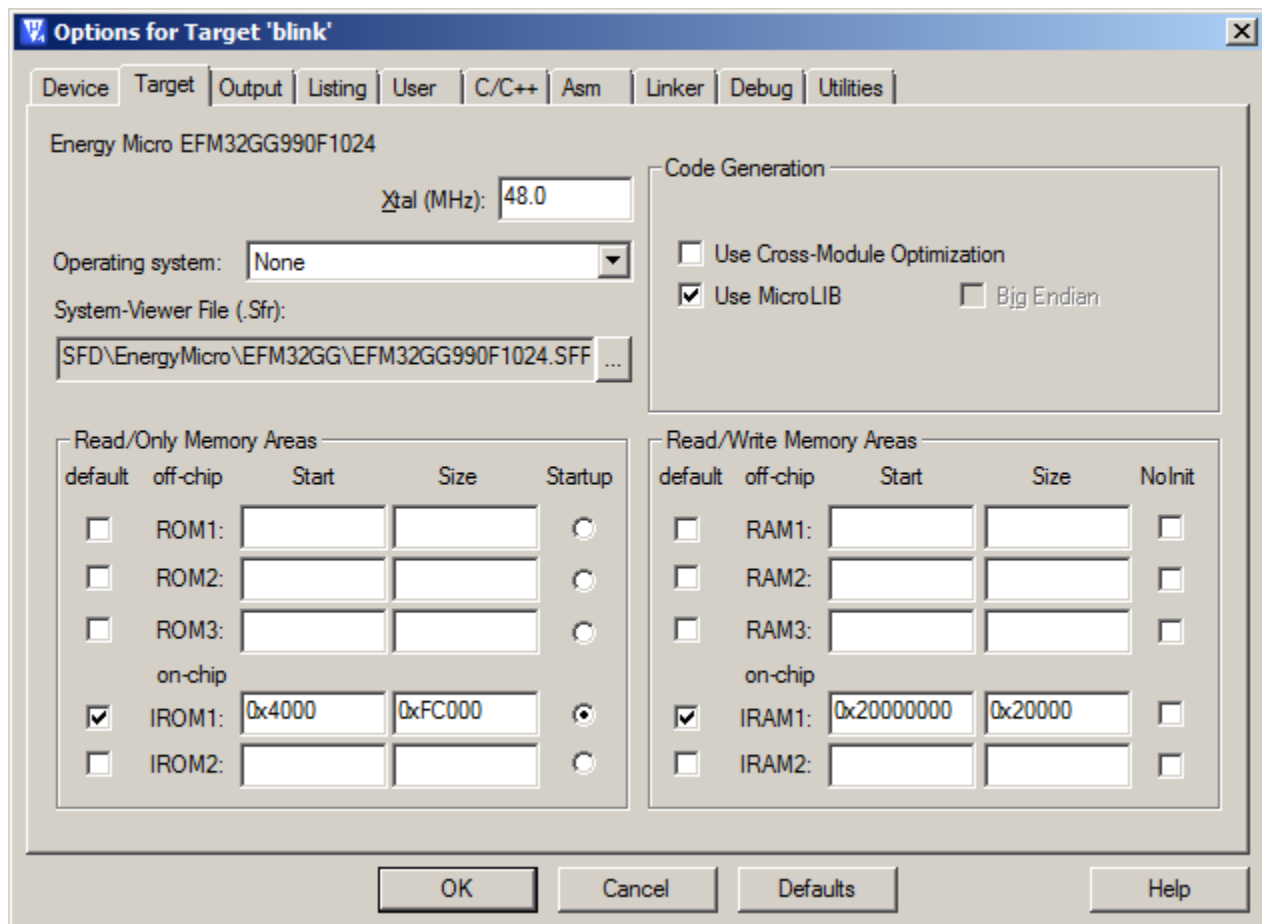 Options for Target 'blink'
Device Target Output Listing User C/C++ Asm Linker Debug Utilities
Energy Micro EFM32GG990F1024
Xtal (MHz): 48.0
Operating system: None
System-Viewer File (.Sfr):
SFD\EnergyMicro\EFM32GG\EFM32GG990F1024.SFF ...
Code Generation
Use Cross-Module Optimization
Use MicroLIB Big Endian
Read/Only Memory Areas
default off-chip Start Size Startup
ROM1:
ROM2:
ROM3:
on-chip
IROM1: 0x4000 0xFC000
IROM2:
Read/Write Memory Areas
default off-chip Start Size NoInit
RAM1:
RAM2:
RAM3:
on-chip
IRAM1: 0x20000000 0x20000
IRAM2:
OK Cancel Defaults Help